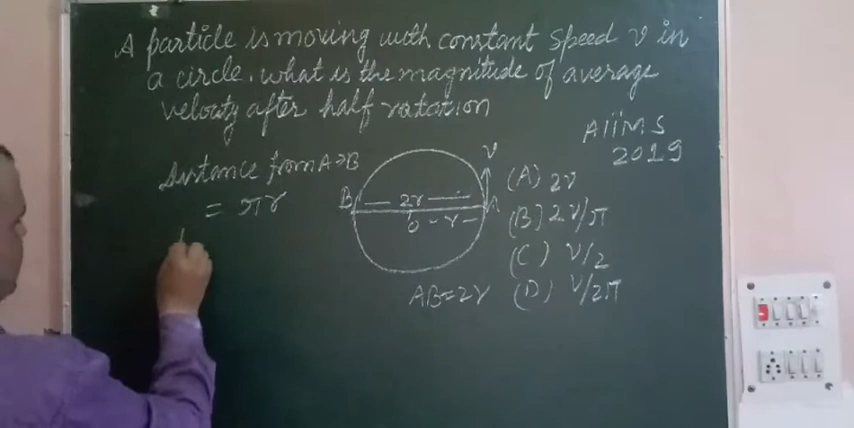 A particle is moving with constant speed v in
a circle. what is the magnitude of average
velocity after half rotation
AIIMS
2019
Distance from A→B
= πr
v
B
2r
A
O
r
AB=2r
(A) 2v
(B) 2v/π
(C) v/2
(D) v/2π